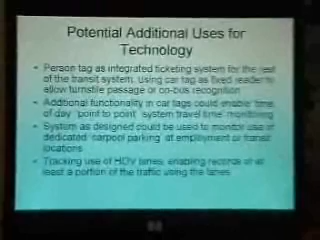 Potential Additional Uses for
Technology
• Person tag as integrated ticketing system for the rest
of the transit system. Using car tag as fixed reader to
allow turnstile passage or on-bus recognition
• Additional functionality in car tags could enable time
of day "point to point" system travel time monitoring
• System as designed could be used to monitor use of
dedicated "carpool parking" at employment or transit
locations
• Tracking use of HOV lanes, enabling records of at
least a portion of the traffic using the lanes